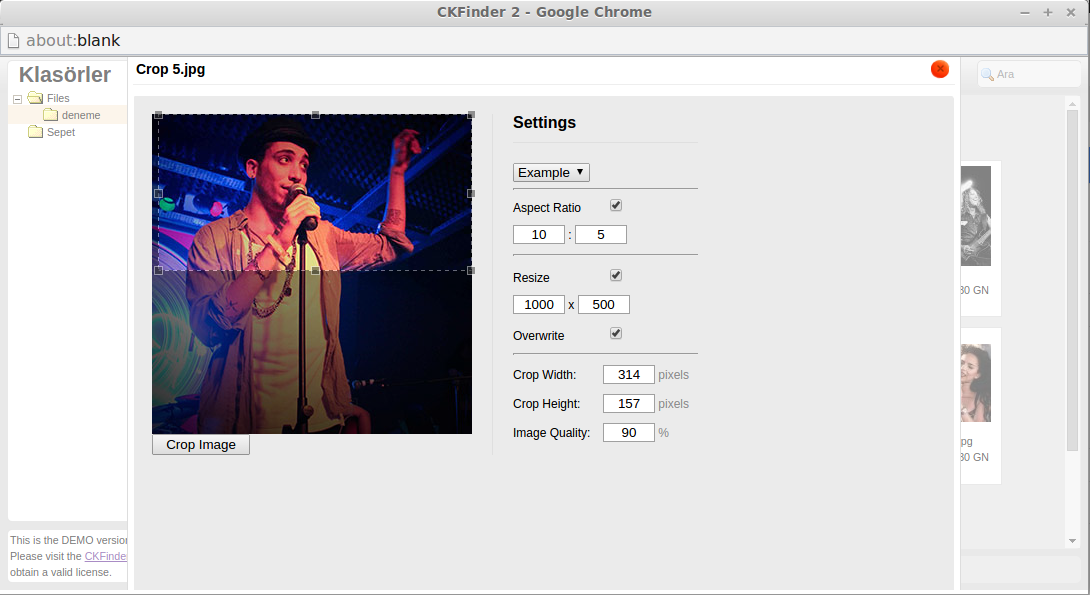 CKFinder 2 - Google Chrome
about:blank
Klasörler
Files
deneme
Sepet
This is the DEMO version
Please visit the CKFinde
obtain a valid license.
Crop 5.jpg
Crop Image
Settings
Example
Aspect Ratio
10 : 5
Resize
1000 x 500
Overwrite
Crop Width: 314 pixels
Crop Height: 157 pixels
Image Quality: 90 %
Ara
30 GN
pg
30 GN